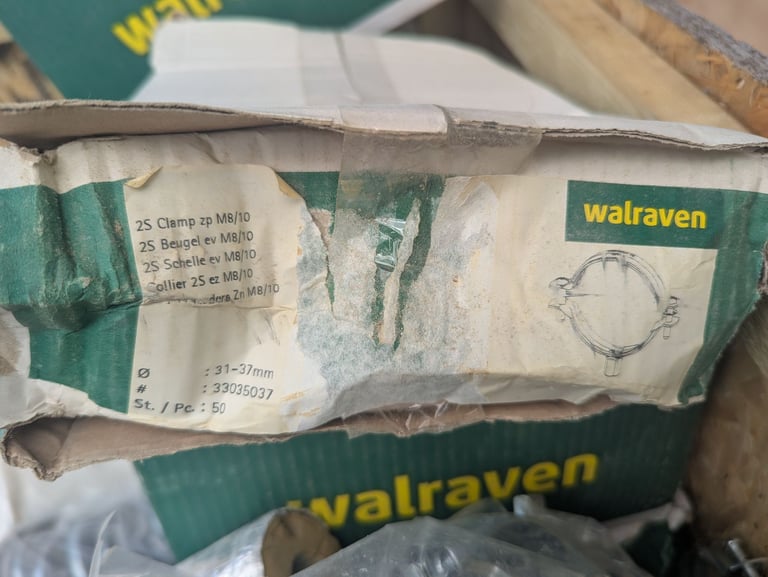 wal
2S Clamp zp M8/10
2S Beugel ev M8/10
2S Schelle ev M8/10
Collier 2S ez M8/10
Zn M8/10
Ø : 31-37mm
# : 33035037
St. / Pc. : 50
walraven
walraven